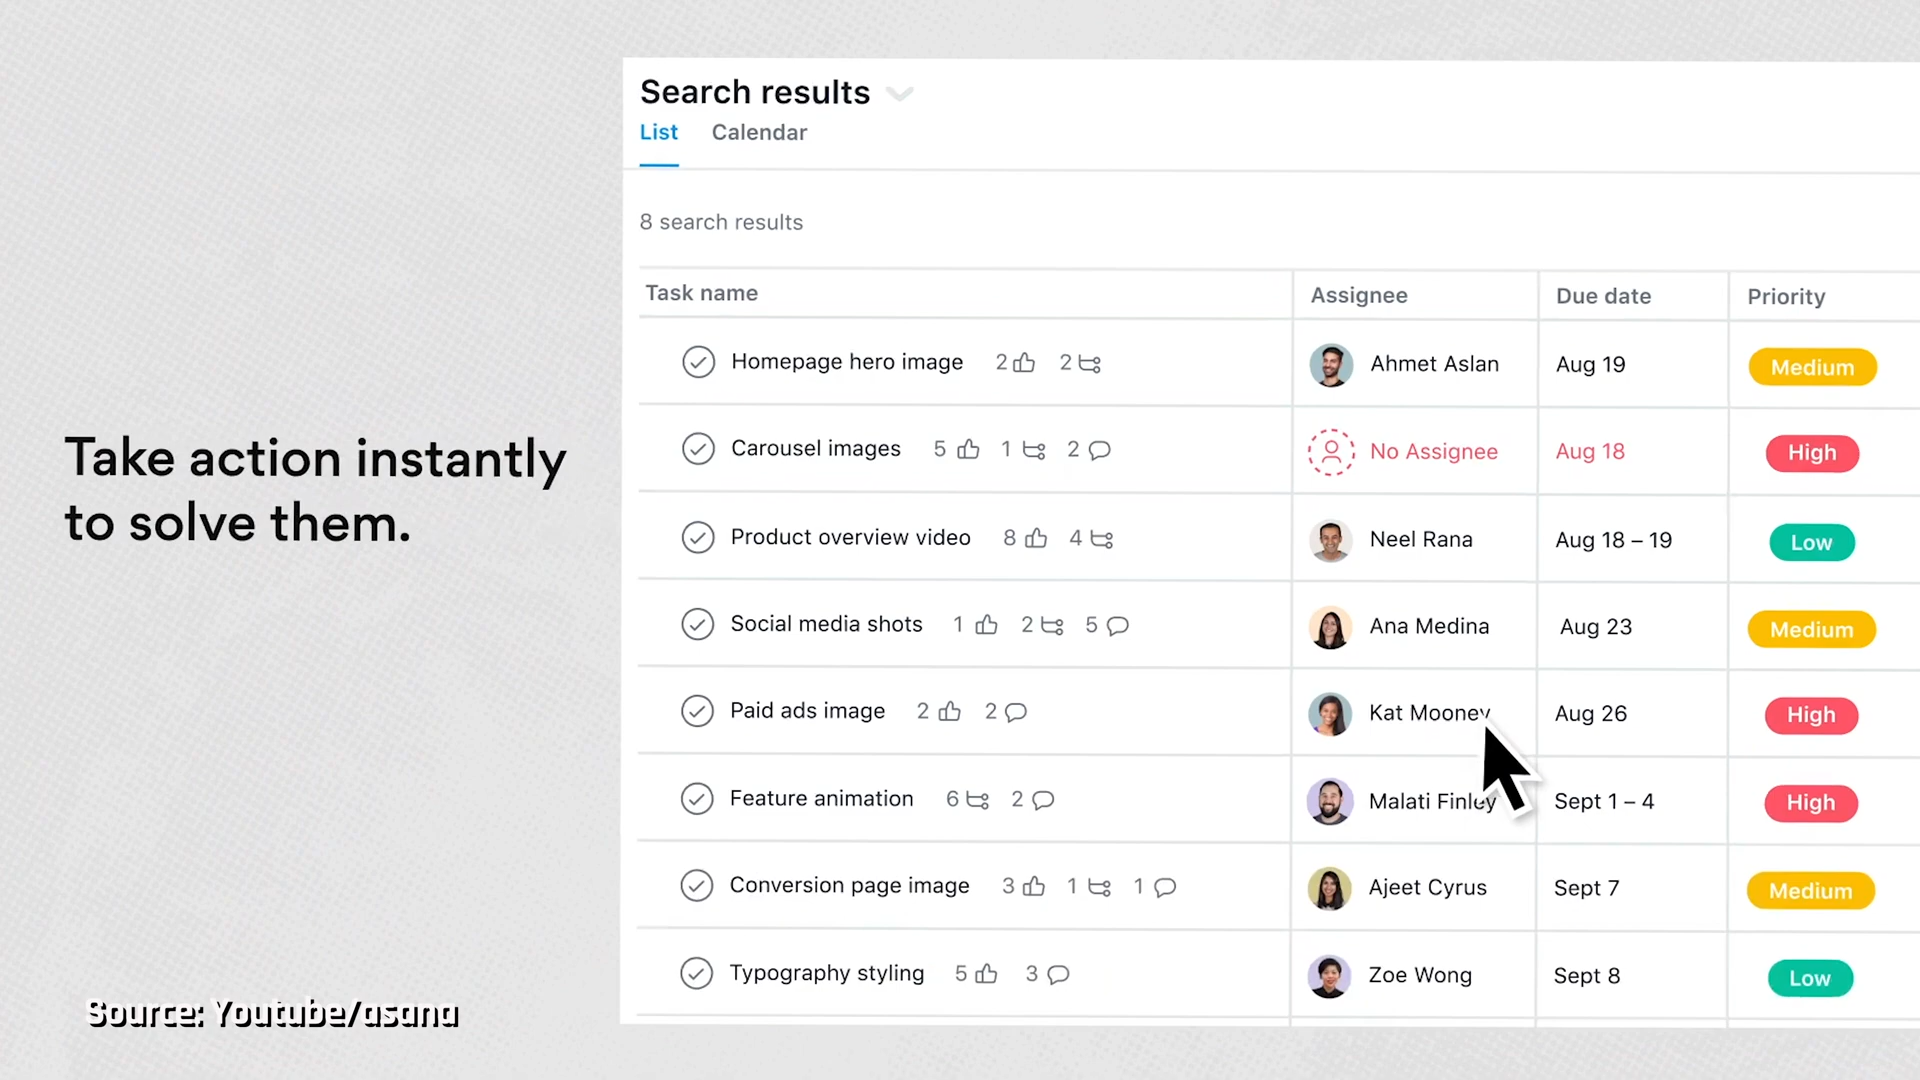 Take action instantly
to solve them.
Search results
List Calendar
8 search results
Task name Assignee Due date Priority
Homepage hero image 2 2 Ahmet Aslan Aug 19 Medium
Carousel images 5 1 2 No Assignee Aug 18 High
Product overview video 8 4 Neel Rana Aug 18 – 19 Low
Social media shots 1 2 5 Ana Medina Aug 23 Medium
Paid ads image 2 2 Kat Mooney Aug 26 High
Feature animation 6 2 Malati Finley Sept 1 – 4 High
Conversion page image 3 1 1 Ajeet Cyrus Sept 7 Medium
Typography styling 5 3 Zoe Wong Sept 8 Low
Source: Youtube/asana